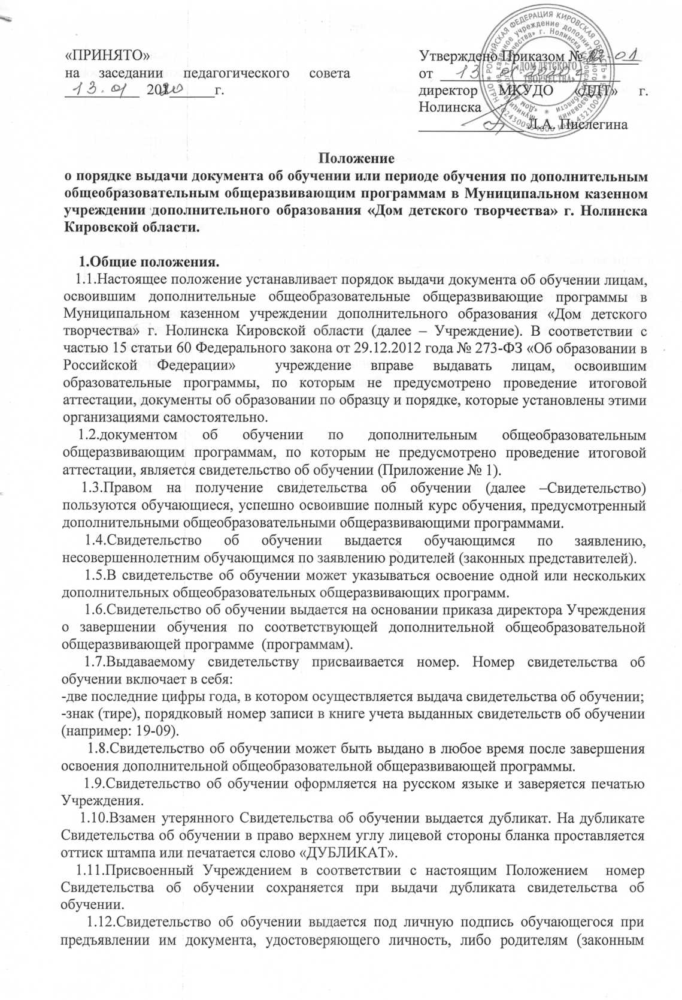 «ПРИНЯТО»
на заседании педагогического совета
13.01 2020 г.
Утверждено Приказом № -01
от 13 01 2020 г
директор МКУДО «ДДТ» г.
Нолинска
Л.А. Пислегина
РОССИЙСКАЯ ФЕДЕРАЦИЯ КИРОВСКАЯ ОБЛАСТЬ
«ДОМ ДЕТСКОГО
ТВОРЧЕСТВА»
Положение
о порядке выдачи документа об обучении или периоде обучения по дополнительным
общеобразовательным общеразвивающим программам в Муниципальном казенном
учреждении дополнительного образования «Дом детского творчества» г. Нолинска
Кировской области.
1.Общие положения.
1.1.Настоящее положение устанавливает порядок выдачи документа об обучении лицам,
освоившим дополнительные общеобразовательные общеразвивающие программы в
Муниципальном казенном учреждении дополнительного образования «Дом детского
творчества» г. Нолинска Кировской области (далее – Учреждение). В соответствии с
частью 15 статьи 60 Федерального закона от 29.12.2012 года № 273-ФЗ «Об образовании в
Российской Федерации» учреждение вправе выдавать лицам, освоившим
образовательные программы, по которым не предусмотрено проведение итоговой
аттестации, документы об образовании по образцу и порядке, которые установлены этими
организациями самостоятельно.
1.2.документом об обучении по дополнительным общеобразовательным
общеразвивающим программам, по которым не предусмотрено проведение итоговой
аттестации, является свидетельство об обучении (Приложение № 1).
1.3.Правом на получение свидетельства об обучении (далее –Свидетельство)
пользуются обучающиеся, успешно освоившие полный курс обучения, предусмотренный
дополнительными общеобразовательными общеразвивающими программами.
1.4.Свидетельство об обучении выдается обучающимся по заявлению,
несовершеннолетним обучающимся по заявлению родителей (законных представителей).
1.5.В свидетельстве об обучении может указываться освоение одной или нескольких
дополнительных общеобразовательных общеразвивающих программ.
1.6.Свидетельство об обучении выдается на основании приказа директора Учреждения
о завершении обучения по соответствующей дополнительной общеобразовательной
общеразвивающей программе (программам).
1.7.Выдаваемому свидетельству присваивается номер. Номер свидетельства об
обучении включает в себя:
-две последние цифры года, в котором осуществляется выдача свидетельства об обучении;
-знак (тире), порядковый номер записи в книге учета выданных свидетельств об обучении
(например: 19-09).
1.8.Свидетельство об обучении может быть выдано в любое время после завершения
освоения дополнительной общеобразовательной общеразвивающей программы.
1.9.Свидетельство об обучении оформляется на русском языке и заверяется печатью
Учреждения.
1.10.Взамен утерянного Свидетельства об обучении выдается дубликат. На дубликате
Свидетельства об обучении в право верхнем углу лицевой стороны бланка проставляется
оттиск штампа или печатается слово «ДУБЛИКАТ».
1.11.Присвоенный Учреждением в соответствии с настоящим Положением номер
Свидетельства об обучении сохраняется при выдачи дубликата свидетельства об
обучении.
1.12.Свидетельство об обучении выдается под личную подпись обучающегося при
предъявлении им документа, удостоверяющего личность, либо родителям (законным